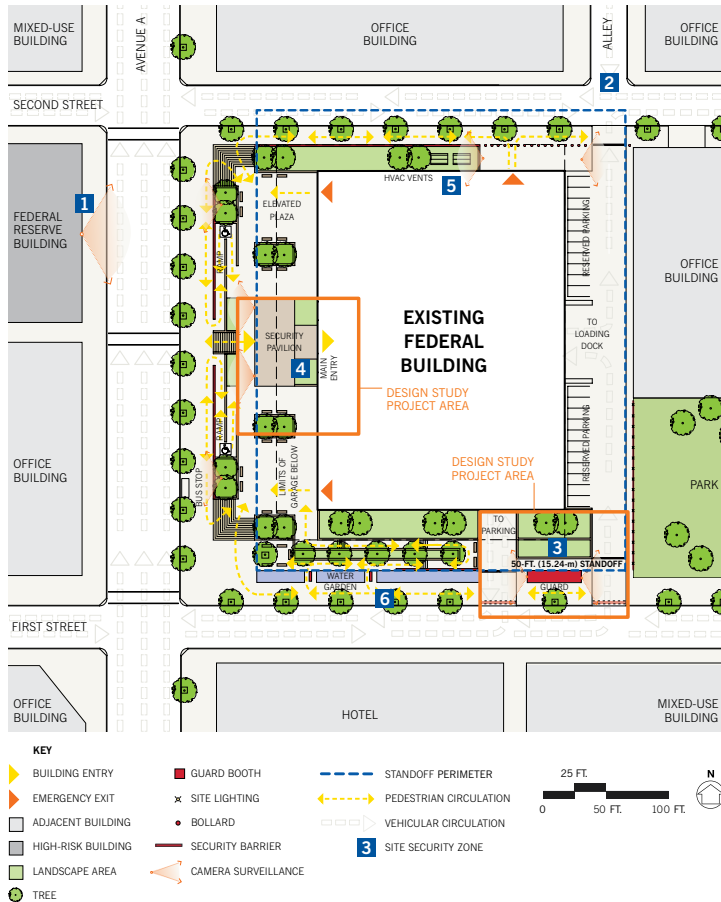 MIXED-USE
BUILDING
AVENUE A
OFFICE
BUILDING
ALLEY
OFFICE
BUILDING
2
SECOND STREET
HVAC VENTS
5
1
FEDERAL
RESERVE
BUILDING
ELEVATED
PLAZA
RAMP
RESERVED PARKING
OFFICE
BUILDING
EXISTING
FEDERAL
BUILDING
TO
LOADING
DOCK
SECURITY
PAVILION
4
MAIN
ENTRY
DESIGN STUDY
PROJECT AREA
RAMP
OFFICE
BUILDING
BUS STOP
LIMITS OF
GARAGE BELOW
DESIGN STUDY
PROJECT AREA
RESERVED PARKING
PARK
TO
PARKING
3
50-FT. (15.24-m) STANDOFF
WATER
GARDEN
GUARD
6
FIRST STREET
OFFICE
BUILDING
HOTEL
MIXED-USE
BUILDING
KEY
BUILDING ENTRY
EMERGENCY EXIT
ADJACENT BUILDING
HIGH-RISK BUILDING
LANDSCAPE AREA
TREE
GUARD BOOTH
SITE LIGHTING
BOLLARD
SECURITY BARRIER
CAMERA SURVEILLANCE
STANDOFF PERIMETER
PEDESTRIAN CIRCULATION
VEHICULAR CIRCULATION
3 SITE SECURITY ZONE
25 FT.
0 50 FT. 100 FT.
N